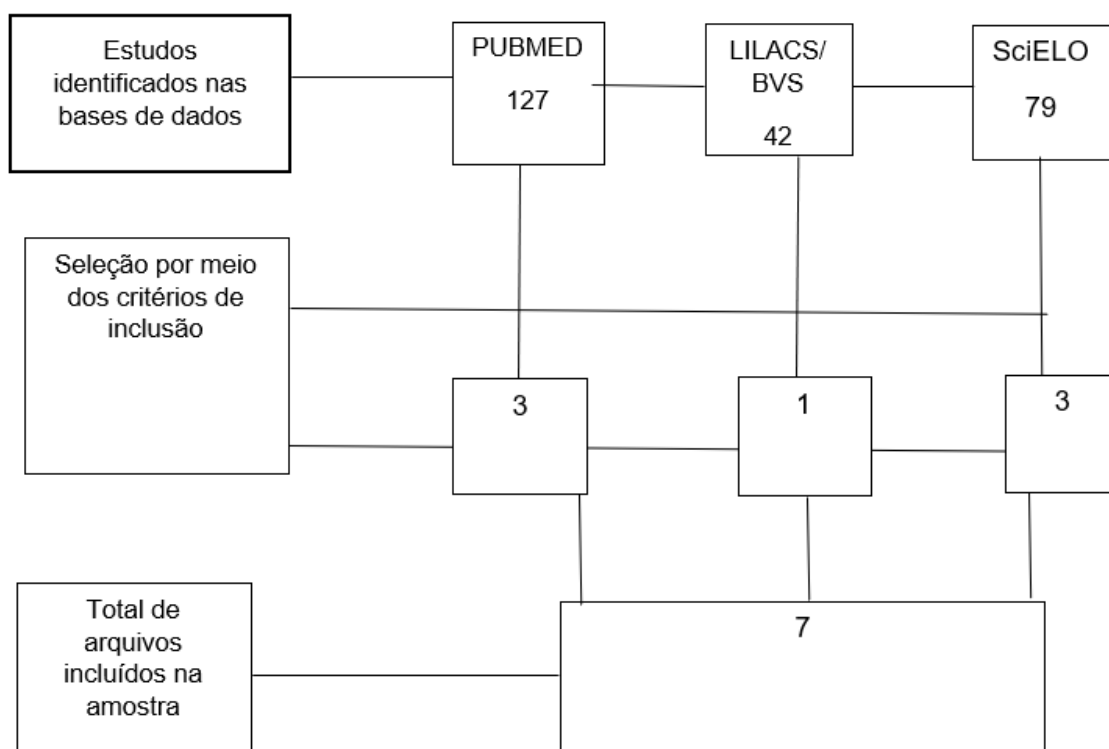 Estudos
identificados nas
bases de dados
PUBMED
127
LILACS/
BVS
42
SciELO
79
Seleção por meio
dos critérios de
inclusão
3
1
3
Total de
arquivos
incluídos na
amostra
7